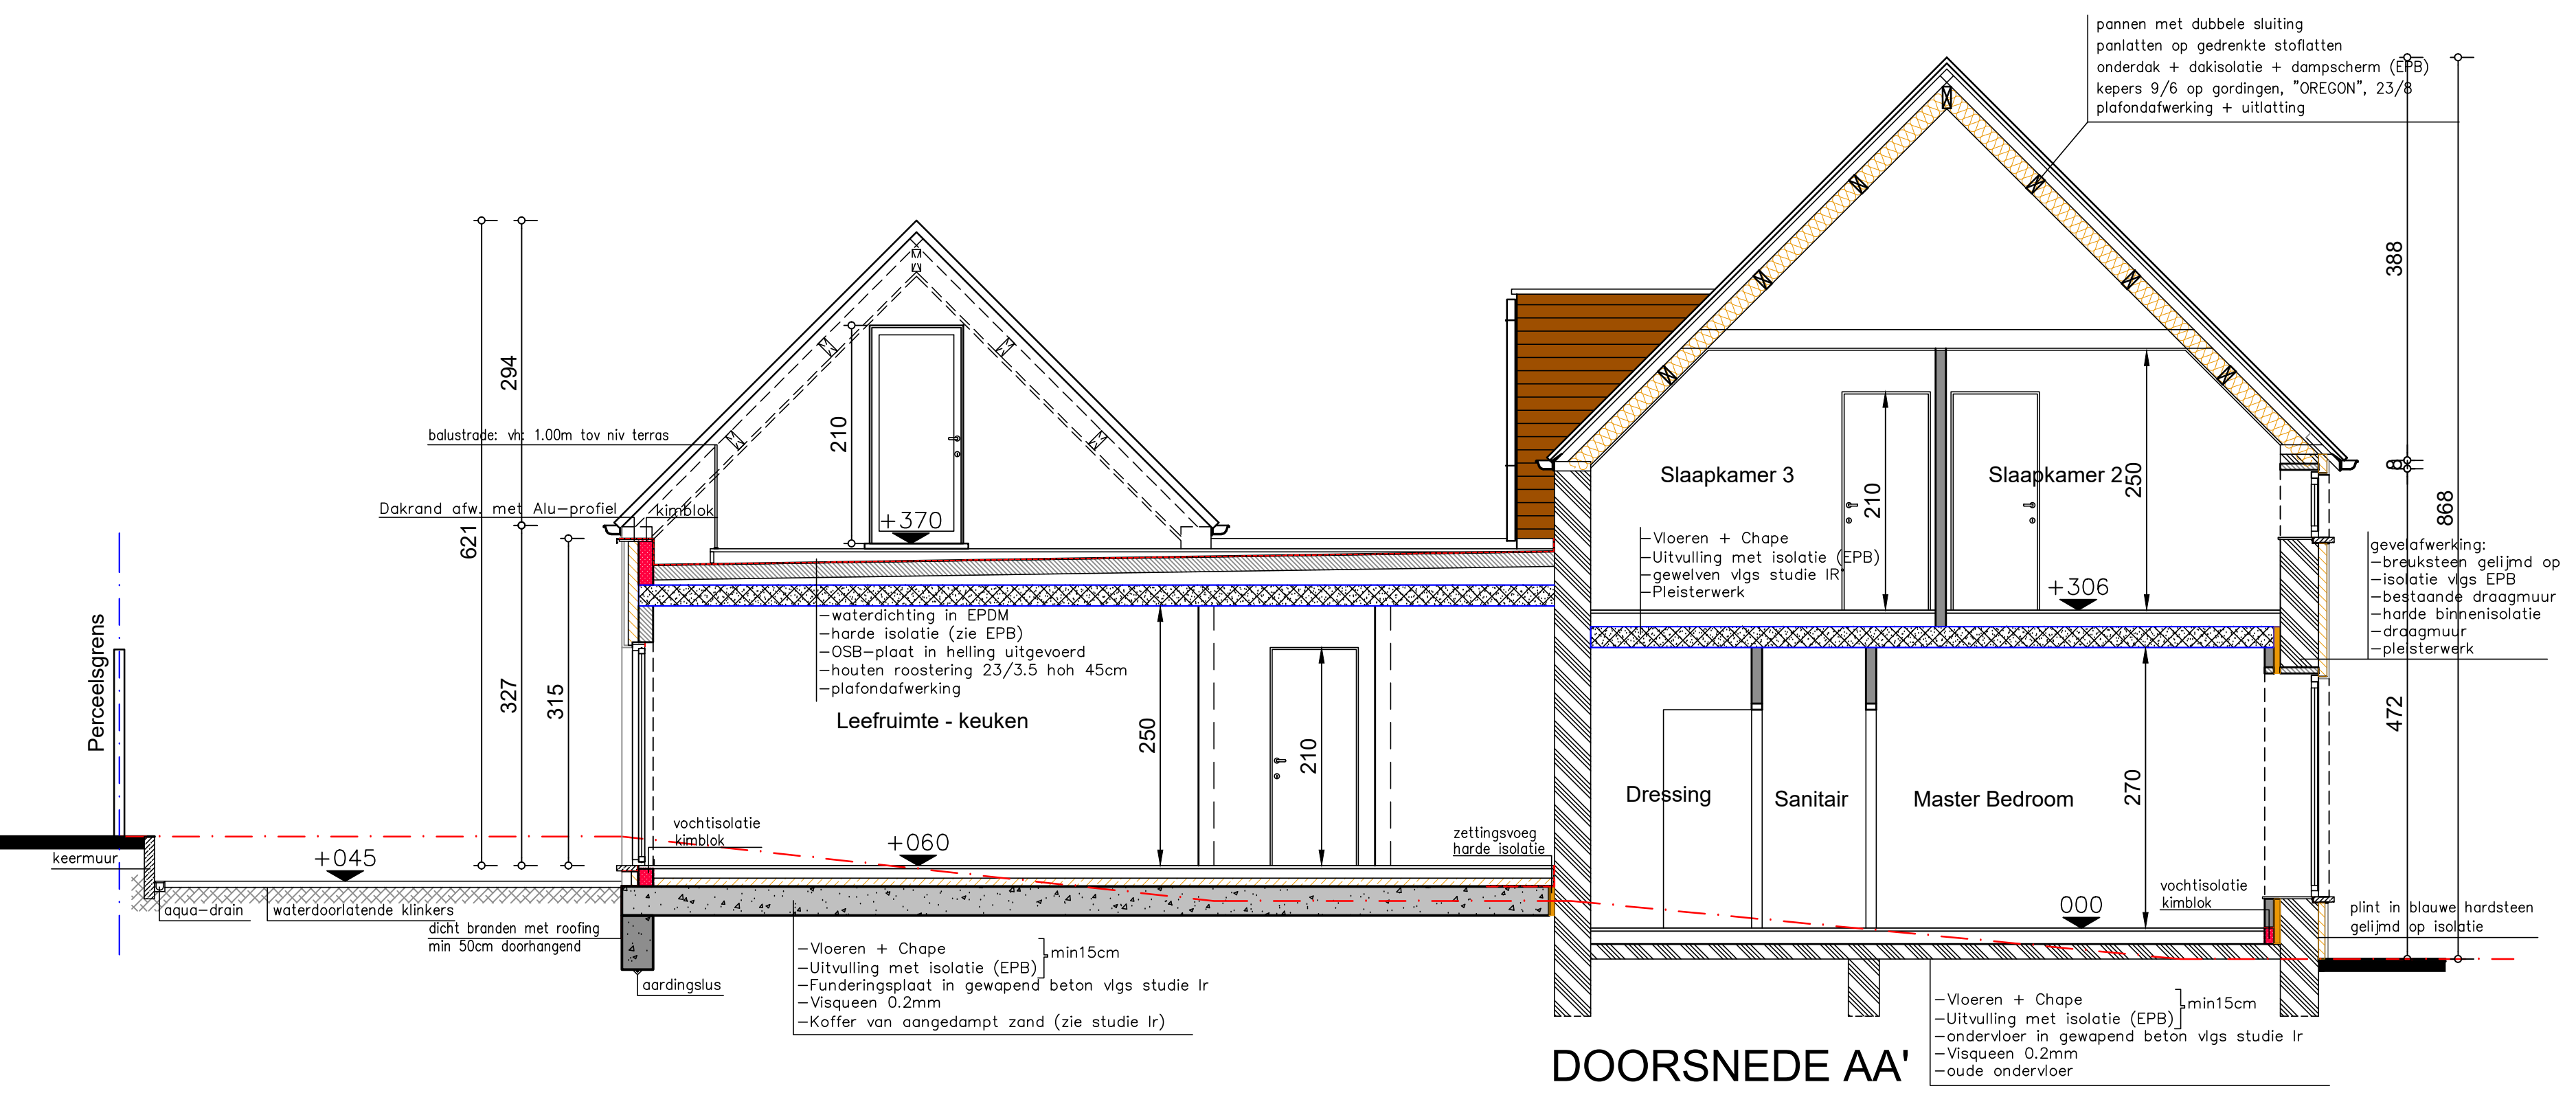 pannen met dubbele sluiting
panlatten op gedrenkte stoflatten
onderdak + dakisolatie + dampscherm (EPB)
kepers 9/6 op gordingen, "OREGON", 23/8
plafondafwerking + uitlatting
388
8
868
472
294
621
327
315
210
balustrade: vh: 1.00m tov niv terras
Dakrand afw. met Alu-profiel
kimblok
+370
Slaapkamer 3
210
Slaapkamer 2
250
+306
-Vloeren + Chape
-Uitvulling met isolatie (EPB)
-gewelven vlgs studie IR
-Pleisterwerk
gevelafwerking:
-breuksteen gelijmd op
-isolatie vlgs EPB
-bestaande draagmuur
-harde binnenisolatie
-draagmuur
-pleisterwerk
-waterdichting in EPDM
-harde isolatie (zie EPB)
-OSB-plaat in helling uitgevoerd
-houten roostering 23/3.5 hoh 45cm
-plafondafwerking
Perceelsgrens
Leefruimte - keuken
250
210
Dressing
Sanitair
Master Bedroom
270
vochtisolatie
kimblok
+060
zettingsvoeg
harde isolatie
+045
keermuur
aqua-drain
waterdoorlatende klinkers
dicht branden met roofing
min 50cm doorhangend
aardingslus
000
vochtisolatie
kimblok
plint in blauwe hardsteen
gelijmd op isolatie
-Vloeren + Chape
-Uitvulling met isolatie (EPB)
min15cm
-Funderingsplaat in gewapend beton vlgs studie Ir
-Visqueen 0.2mm
-Koffer van aangedampt zand (zie studie Ir)
-Vloeren + Chape
-Uitvulling met isolatie (EPB)
min15cm
-ondervloer in gewapend beton vlgs studie Ir
-Visqueen 0.2mm
-oude ondervloer
DOORSNEDE AA'